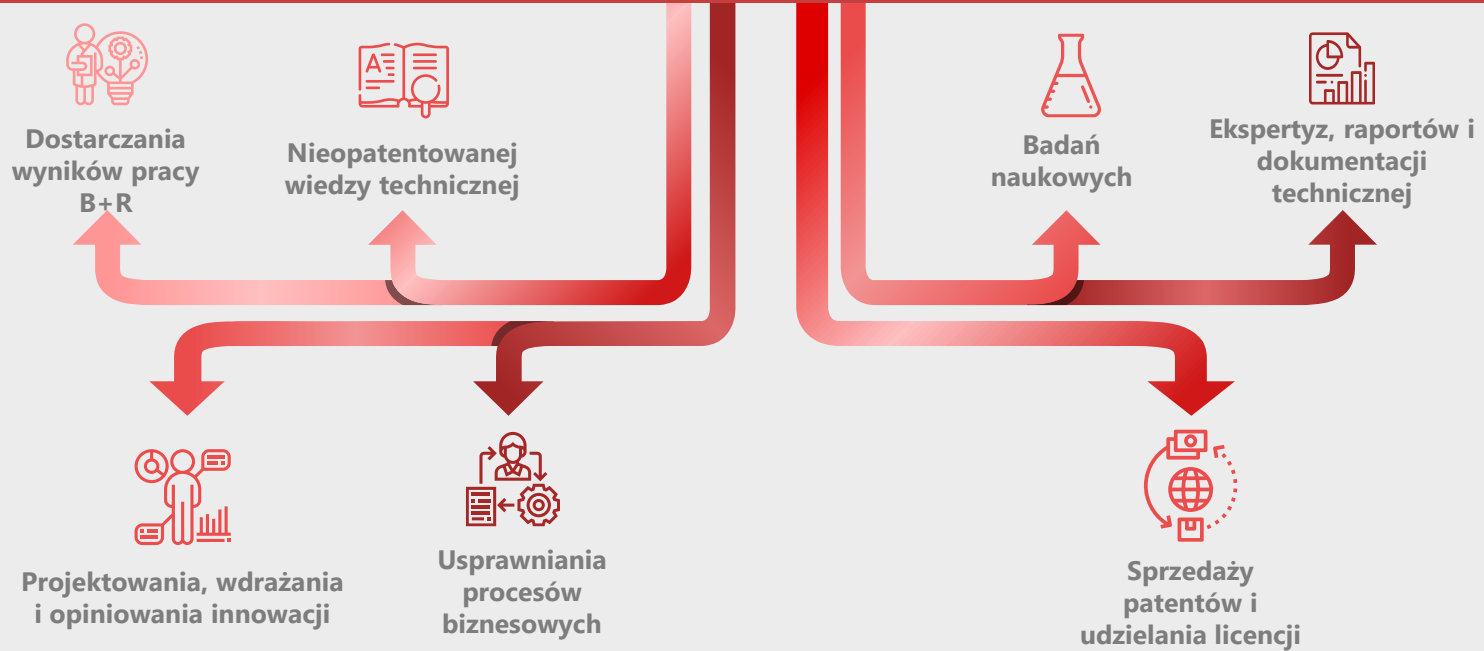 Dostarczania
wyników pracy
B+R
Nieopatentowanej
wiedzy technicznej
Badań
naukowych
Ekspertyz, raportów i
dokumentacji
technicznej
Projektowania, wdrażania
i opiniowania innowacji
Usprawniania
procesów
biznesowych
Sprzedaży
patentów i
udzielania licencji